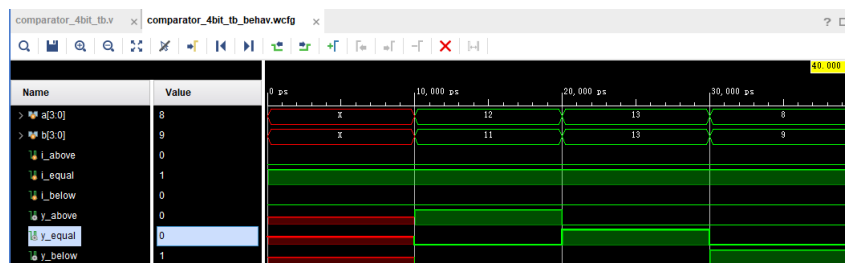 comparator_4bit_tb.v × comparator_4bit_tb_behav.wcfg × ?
40.000
Name Value 0 ps 10,000 ps 20,000 ps 30,000 ps
a[3:0] 8 X 12 13 8
b[3:0] 9 X 11 13 9
i_above 0
i_equal 1
i_below 0
y_above 0
y_equal 0
y_below 1